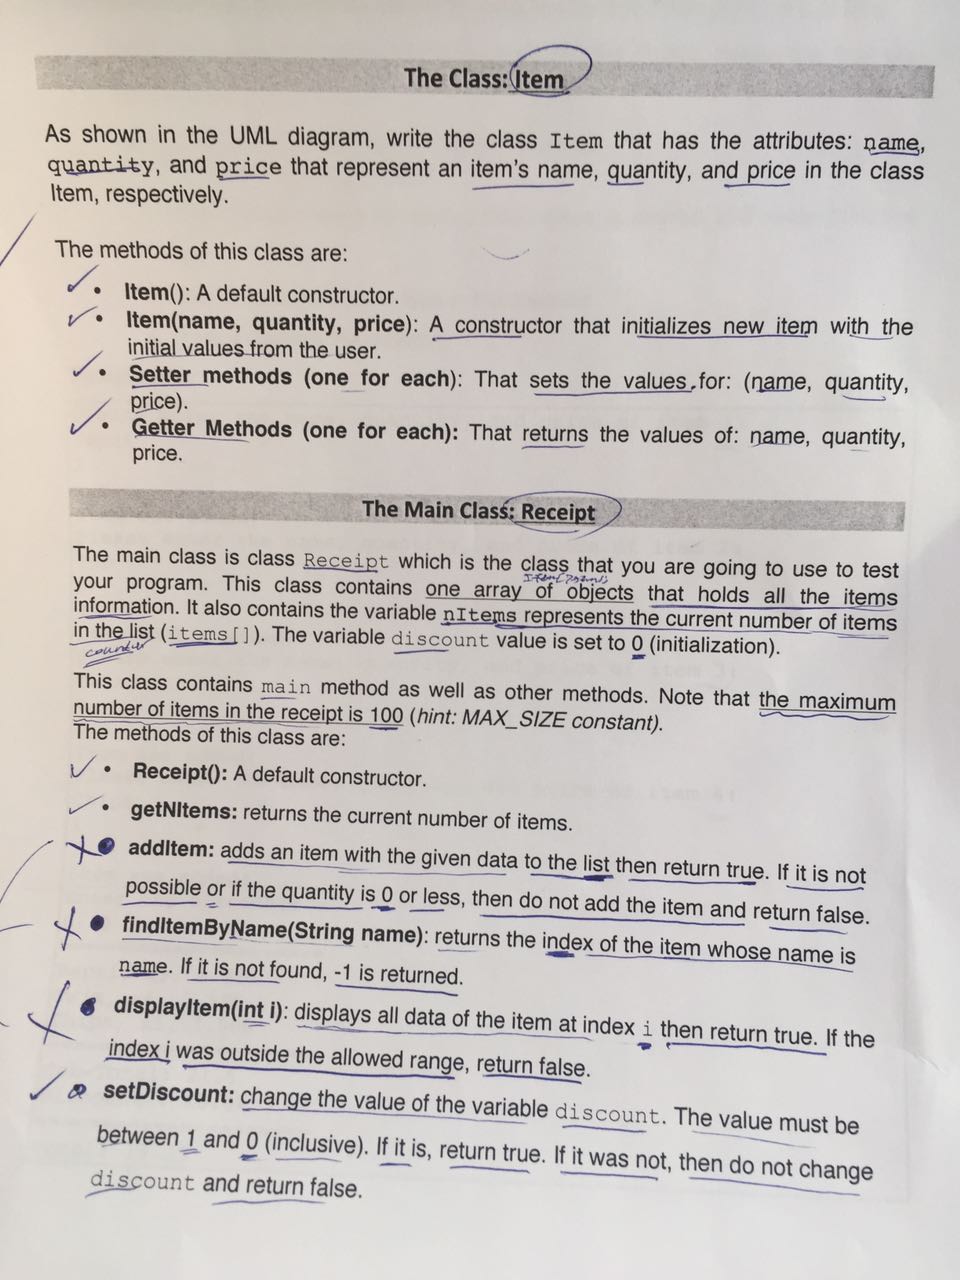 The Class: Item
As shown in the UML diagram, write the class Item that has the attributes: name,
quantity, and price that represent an item's name, quantity, and price in the class
Item, respectively.
The methods of this class are:
• Item(): A default constructor.
• Item(name, quantity, price): A constructor that initializes new item with the
initial values from the user.
• Setter methods (one for each): That sets the values for: (name, quantity,
price).
• Getter Methods (one for each): That returns the values of: name, quantity,
price.
The Main Class: Receipt
The main class is class Receipt which is the class that you are going to use to test
your program. This class contains one array of objects that holds all the items
information. It also contains the variable nItems represents the current number of items
in the list (items[]). The variable discount value is set to 0 (initialization).
counter
This class contains main method as well as other methods. Note that the maximum
number of items in the receipt is 100 (hint: MAX_SIZE constant).
The methods of this class are:
• Receipt(): A default constructor.
• getNItems: returns the current number of items.
• addItem: adds an item with the given data to the list then return true. If it is not
possible or if the quantity is 0 or less, then do not add the item and return false.
• findItemByName(String name): returns the index of the item whose name is
name. If it is not found, -1 is returned.
• displayItem(int i): displays all data of the item at index i then return true. If the
index i was outside the allowed range, return false.
• setDiscount: change the value of the variable discount. The value must be
between 1 and 0 (inclusive). If it is, return true. If it was not, then do not change
discount and return false.